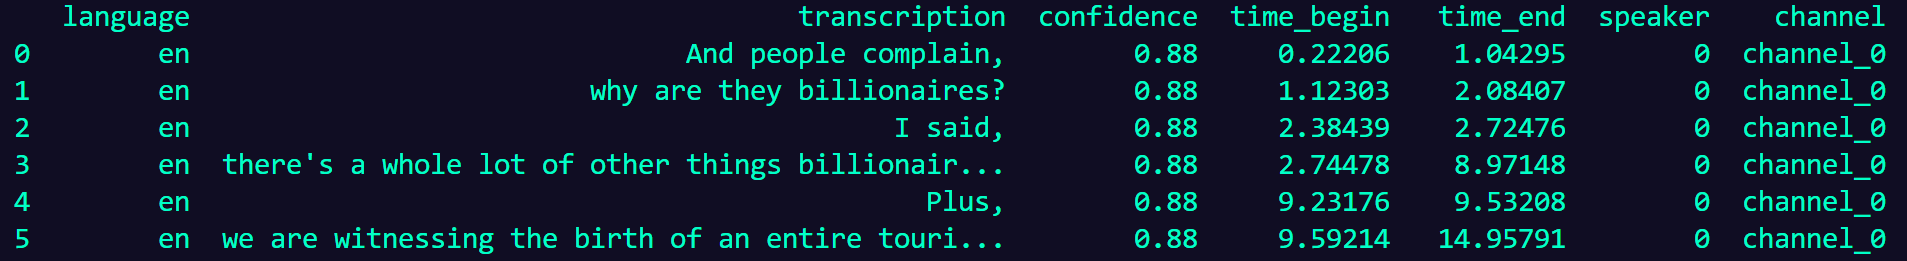 language transcription confidence time_begin time_end speaker channel
0 en And people complain, 0.88 0.22206 1.04295 0 channel_0
1 en why are they billionaires? 0.88 1.12303 2.08407 0 channel_0
2 en I said, 0.88 2.38439 2.72476 0 channel_0
3 en there's a whole lot of other things billionair... 0.88 2.74478 8.97148 0 channel_0
4 en Plus, 0.88 9.23176 9.53208 0 channel_0
5 en we are witnessing the birth of an entire touri... 0.88 9.59214 14.95791 0 channel_0